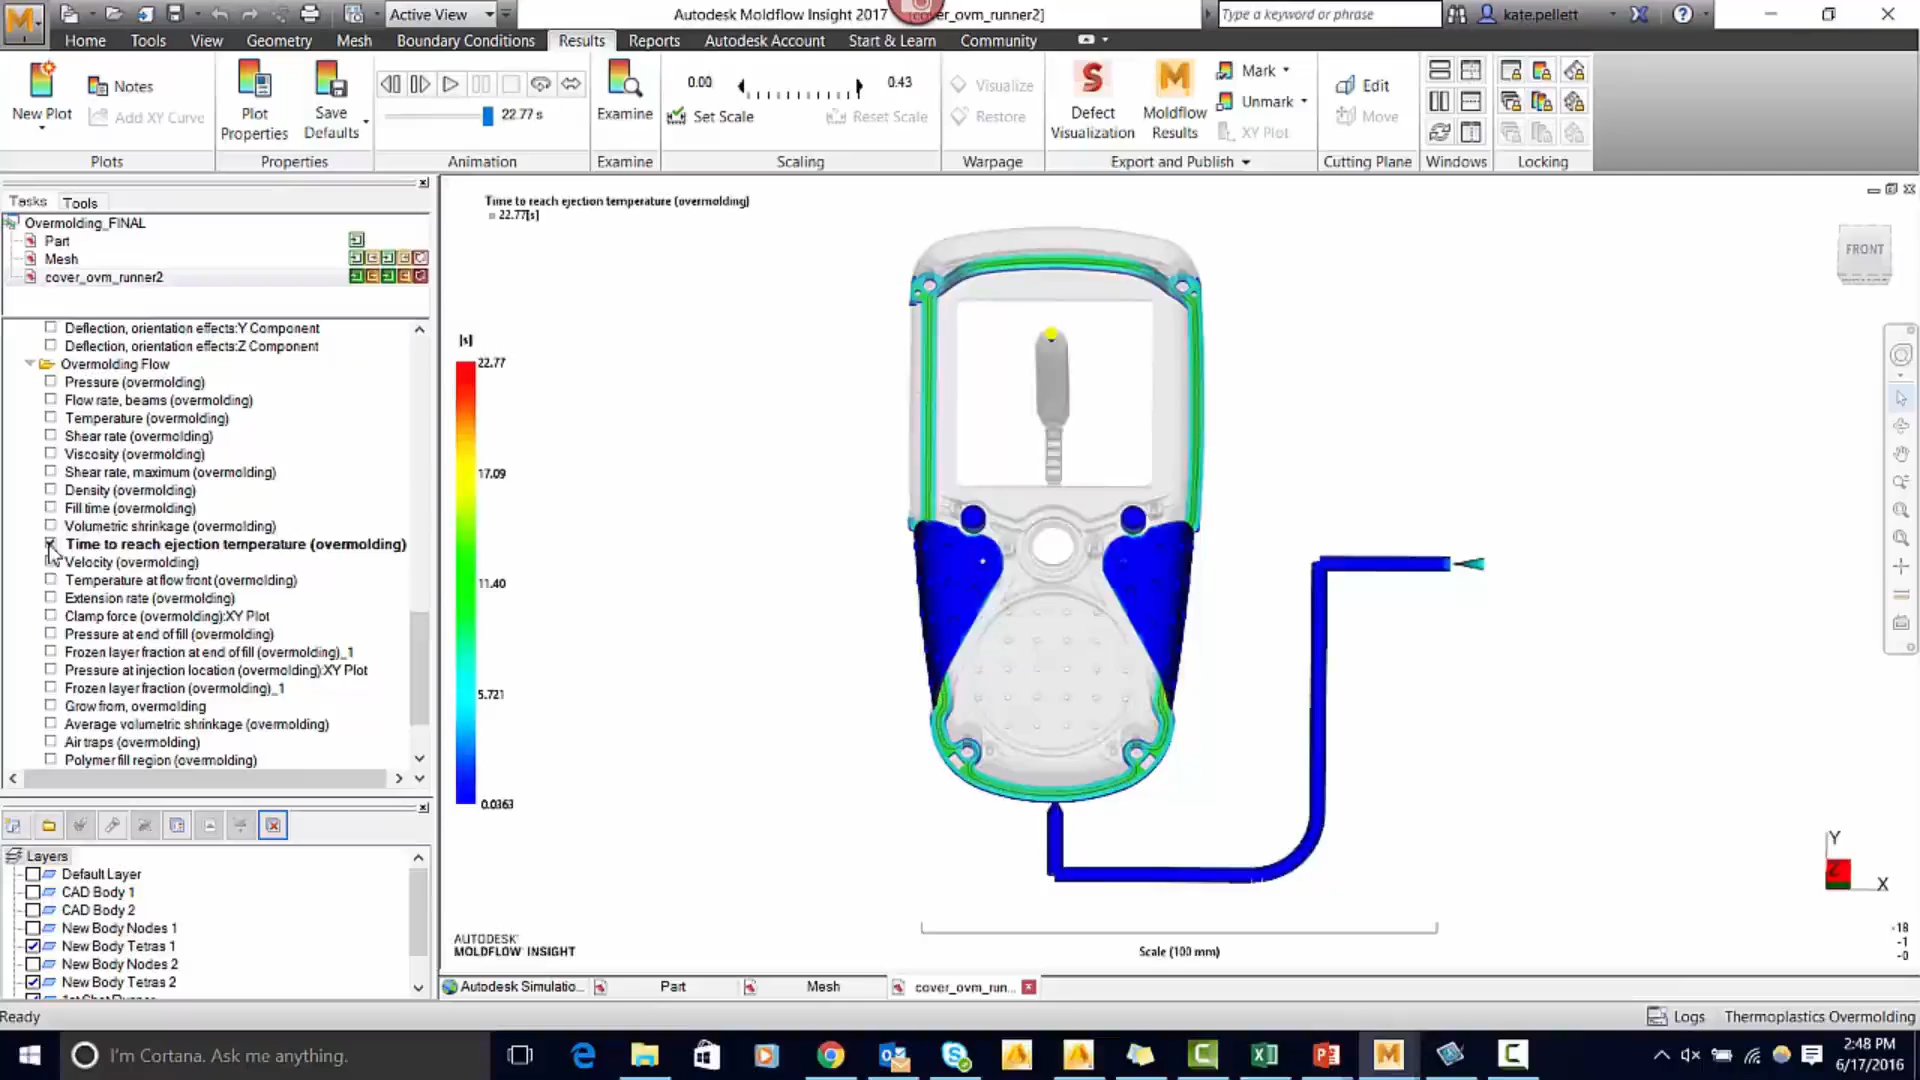 Active View
Autodesk Moldflow Insight 2017 [cover_ovm_runner2]
Type a keyword or phrase
kate.pellett
Home Tools View Geometry Mesh Boundary Conditions Results Reports Autodesk Account Start & Learn Community
New Plot
Notes
Add XY Curve
Plot Properties
Save Defaults
22.77 s
Examine
0.00
0.43
Set Scale
Reset Scale
Visualize
Restore
Defect Visualization
Moldflow Results
Mark
Unmark
XY Plot
Edit
Move
Plots Properties Animation Examine Scaling Warpage Export and Publish Cutting Plane Windows Locking
Tasks Tools
Overmolding_FINAL
Part
Mesh
cover_ovm_runner2
Deflection, orientation effects:Y Component
Deflection, orientation effects:Z Component
Overmolding Flow
Pressure (overmolding)
Flow rate, beams (overmolding)
Temperature (overmolding)
Shear rate (overmolding)
Viscosity (overmolding)
Shear rate, maximum (overmolding)
Density (overmolding)
Fill time (overmolding)
Volumetric shrinkage (overmolding)
Time to reach ejection temperature (overmolding)
Velocity (overmolding)
Temperature at flow front (overmolding)
Extension rate (overmolding)
Clamp force (overmolding):XY Plot
Pressure at end of fill (overmolding)
Frozen layer fraction at end of fill (overmolding)_1
Pressure at injection location (overmolding):XY Plot
Frozen layer fraction (overmolding)_1
Grow from, overmolding
Average volumetric shrinkage (overmolding)
Air traps (overmolding)
Polymer fill region (overmolding)
Layers
Default Layer
CAD Body 1
CAD Body 2
New Body Nodes 1
New Body Tetras 1
New Body Nodes 2
New Body Tetras 2
Time to reach ejection temperature (overmolding)
= 22.77[s]
[s]
22.77
17.09
11.40
5.721
0.0363
FRONT
Y
Z
X
-18
-1
-0
AUTODESK
MOLDFLOW INSIGHT
Scale (100 mm)
Autodesk Simulatio... Part Mesh cover_ovm_run...
Ready
Logs
Thermoplastics Overmolding
I'm Cortana. Ask me anything.
2:48 PM
6/17/2016